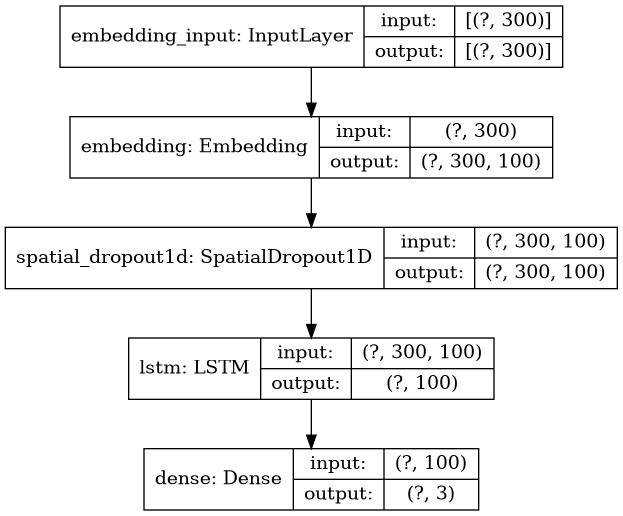 embedding_input: InputLayer
input:
[(?, 300)]
output:
[(?, 300)]
embedding: Embedding
input:
(?, 300)
output:
(?, 300, 100)
spatial_dropout1d: SpatialDropout1D
input:
(?, 300, 100)
output:
(?, 300, 100)
lstm: LSTM
input:
(?, 300, 100)
output:
(?, 100)
dense: Dense
input:
(?, 100)
output:
(?, 3)